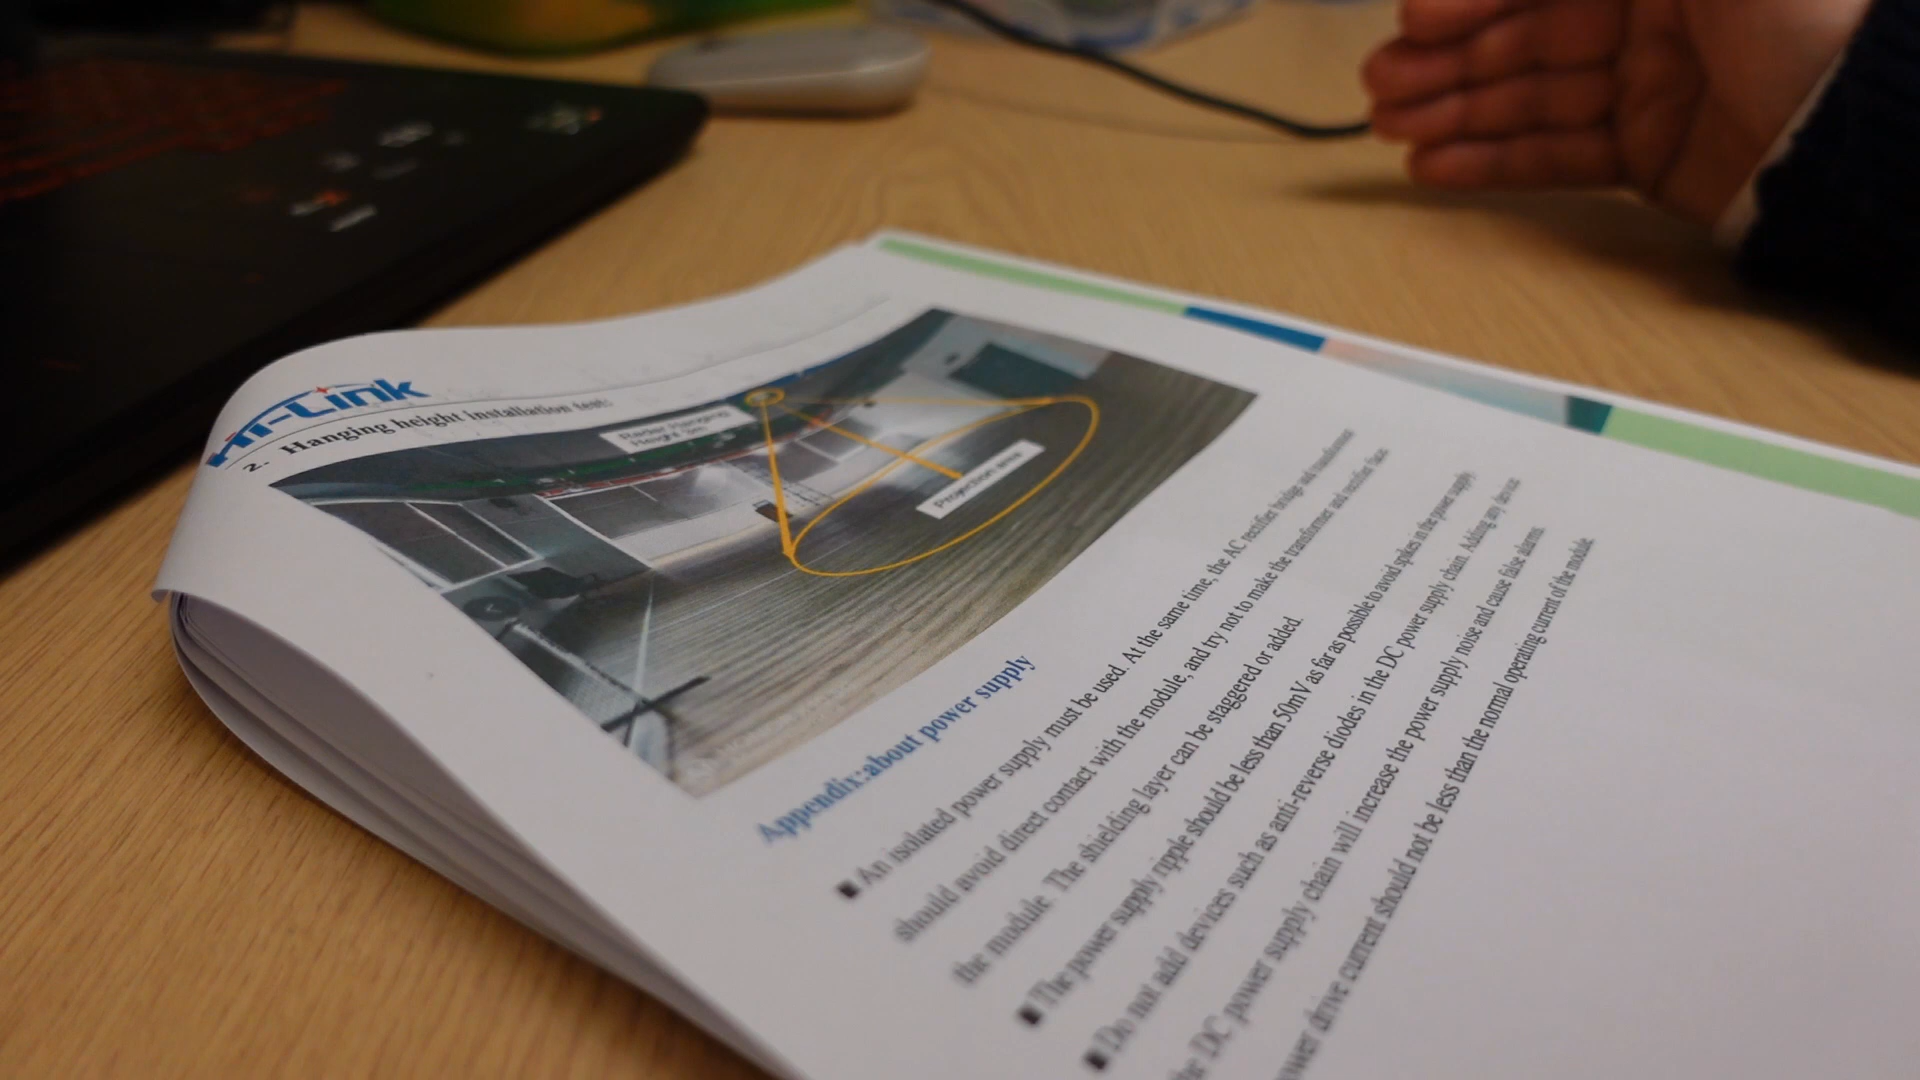 Hi-Link
2. Hanging height installation test:
Radar Hanging
Height 3m
Projection area
Appendix:about power supply
■ An isolated power supply must be used. At the same time, the AC rectifier bridge and transformer
should avoid direct contact with the module, and try not to make the transformer and rectifier face
the module. The shielding layer can be staggered or added.
■ The power supply ripple should be less than 50mV as far as possible to avoid spikes in the power supply
■ Do not add devices such as anti-reverse diodes in the DC power supply chain. Adding any device
the DC power supply chain will increase the power supply noise and cause false alarms.
power drive current should not be less than the normal operating current of the module